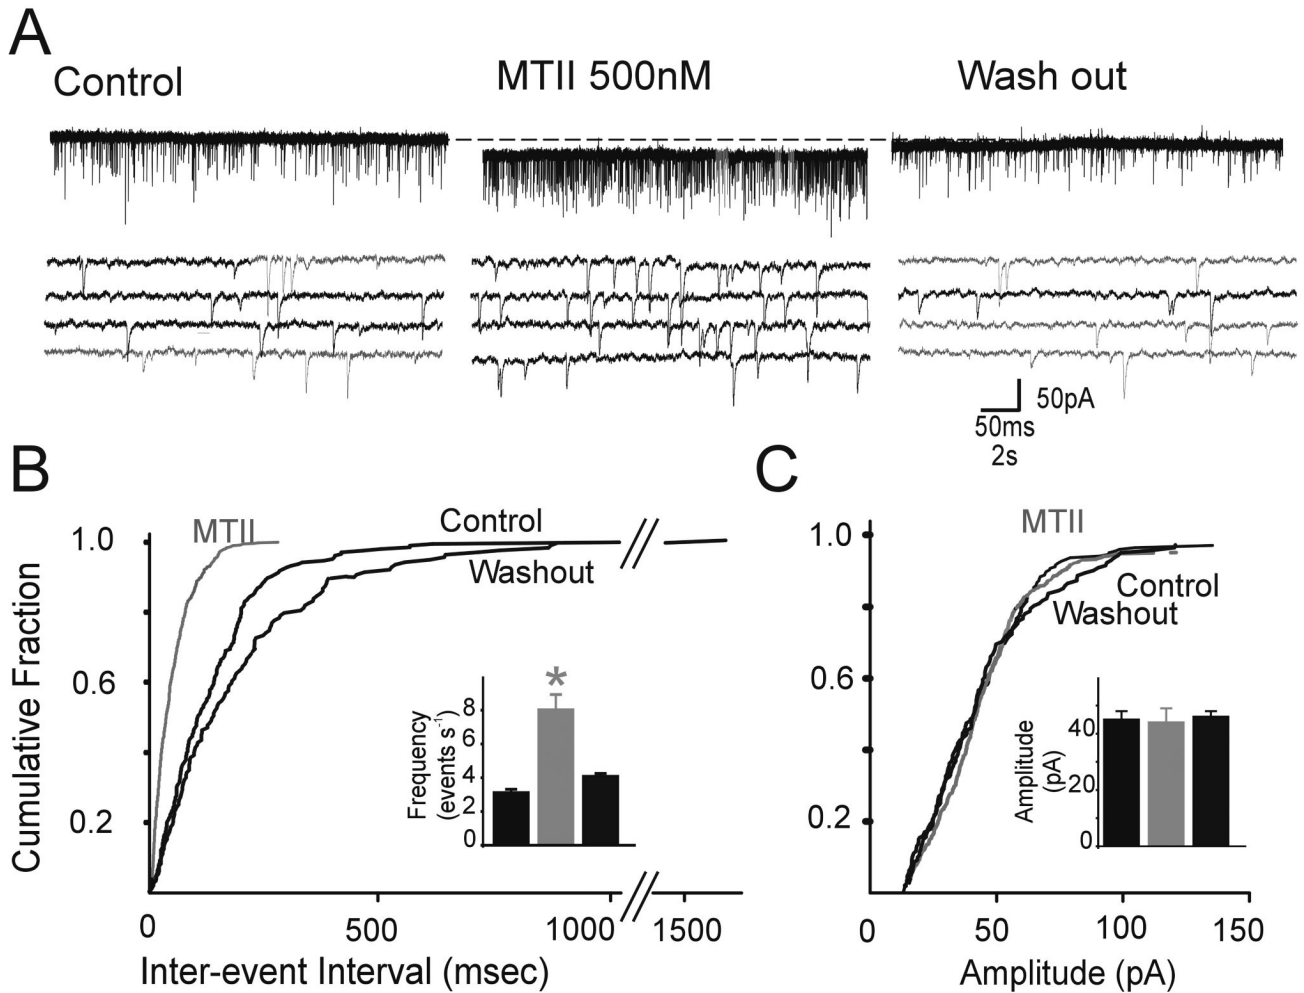 A
Control
MTII 500nM
Wash out
50pA
50ms
2s
B
Cumulative Fraction
1.0
0.6
0.2
MTII
Control
Washout
Frequency
(events s⁻¹)
8
6
4
2
0
*
0
500
1000
1500
Inter-event Interval (msec)
C
1.0
0.6
0.2
MTII
Control
Washout
Amplitude
(pA)
40
20
0
0
50
100
150
Amplitude (pA)